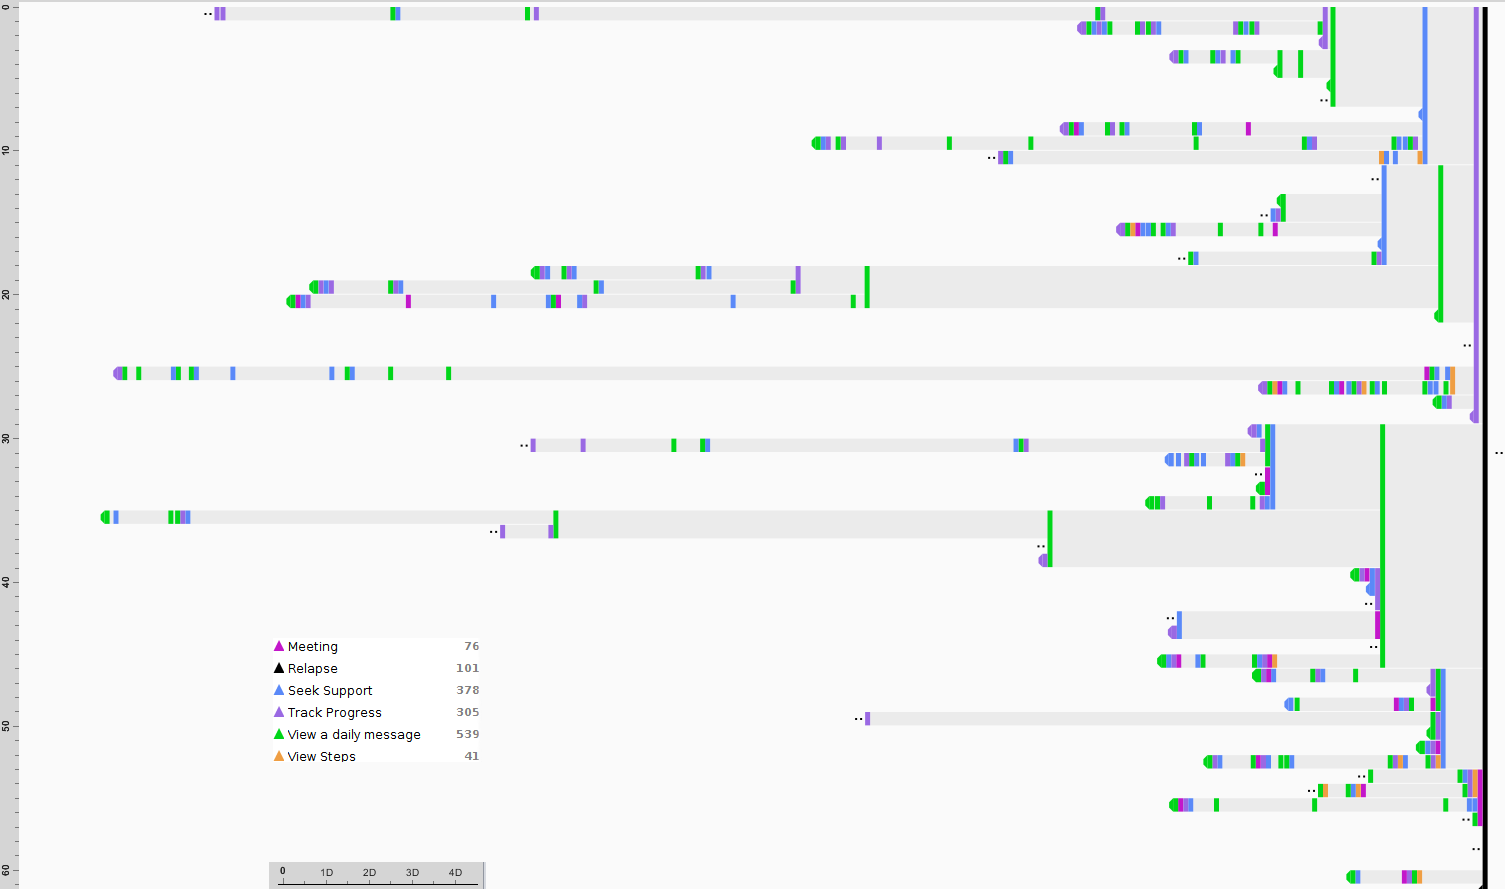 0
10
20
30
40
50
60
Meeting 76
Relapse 101
Seek Support 378
Track Progress 305
View a daily message 539
View Steps 41
0 1D 2D 3D 4D